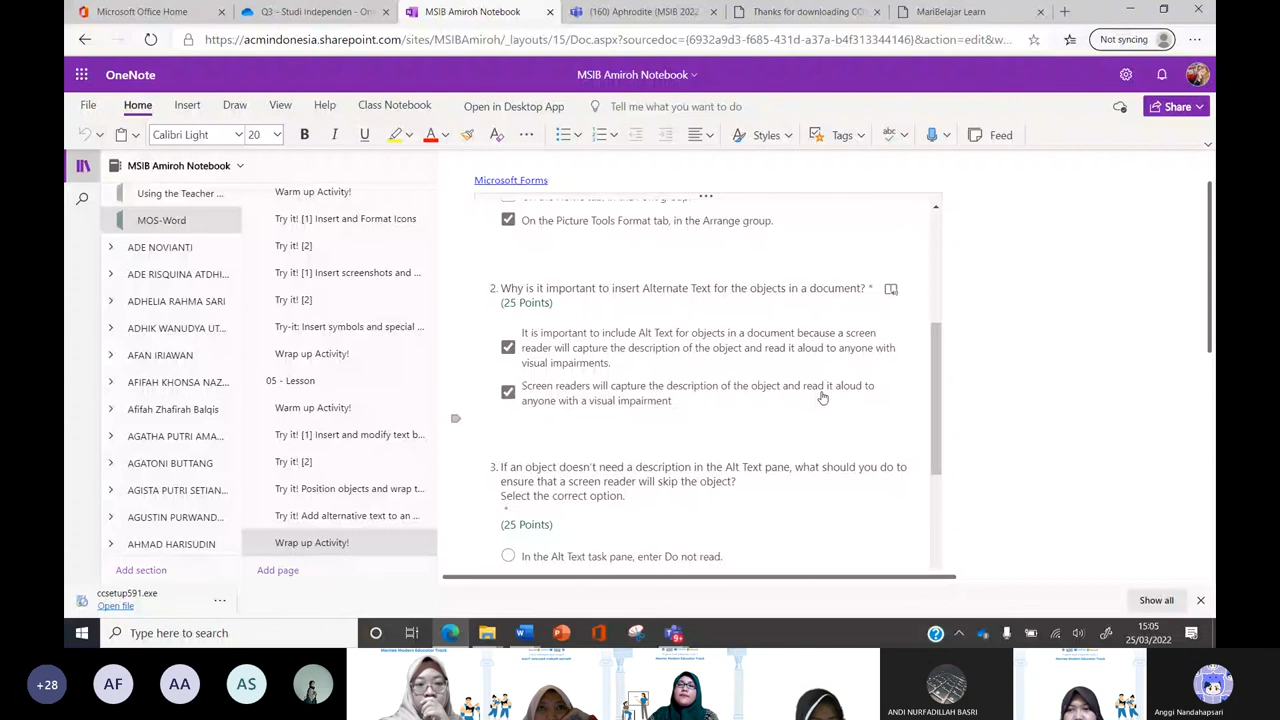 Microsoft Office Home
Q3 – Studi Independen - On
MSIB Amiroh Notebook
(160) Aphrodite (MSIB 2022
Thanks for downloading CC
MariBelajar Learn
https://acmindonesia.sharepoint.com/sites/MSIBAmiroh/_layouts/15/Doc.aspx?sourcedoc={6932a9d3-f685-431d-a37a-b4f313344146}&action=edit&w...
Not syncing
OneNote
MSIB Amiroh Notebook
File
Home
Insert
Draw
View
Help
Class Notebook
Open in Desktop App
Tell me what you want to do
Share
Calibri Light
20
B
I
U
A
Styles
Tags
Feed
MSIB Amiroh Notebook
Using the Teacher ...
MOS-Word
ADE NOVIANTI
ADE RISQUINA ATDHI...
ADHELIA RAHMA SARI
ADHIK WANUDYA UT...
AFAN IRIAWAN
AFIFAH KHONSA NAZ...
Afifah Zhafirah Balqis
AGATHA PUTRI AMA...
AGATONI BUTTANG
AGISTA PUTRI SETIAN...
AGUSTIN PURWAND...
AHMAD HARISUDIN
Add section
Warm up Activity!
Try it! [1] Insert and Format Icons
Try it! [2]
Try it! [1] Insert screenshots and ...
Try it! [2]
Try-it: Insert symbols and special ...
Wrap up Activity!
05 - Lesson
Warm up Activity!
Try it! [1] Insert and modify text b...
Try it! [2]
Try it! Position objects and wrap t...
Try it! Add alternative text to an ...
Wrap up Activity!
Add page
Microsoft Forms
On the Picture Tools Format tab, in the Arrange group.
2. Why is it important to insert Alternate Text for the objects in a document? *
(25 Points)
It is important to include Alt Text for objects in a document because a screen
reader will capture the description of the object and read it aloud to anyone with
visual impairments.
Screen readers will capture the description of the object and read it aloud to
anyone with a visual impairment
3. If an object doesn't need a description in the Alt Text pane, what should you do to
ensure that a screen reader will skip the object?
Select the correct option.
*
(25 Points)
In the Alt Text task pane, enter Do not read.
ccsetup591.exe
Open file
Show all
Type here to search
15:05
25/03/2022
+28
AF
AA
AS
ANDI NURFADILLAH BASRI
Anggi Nandahapsari